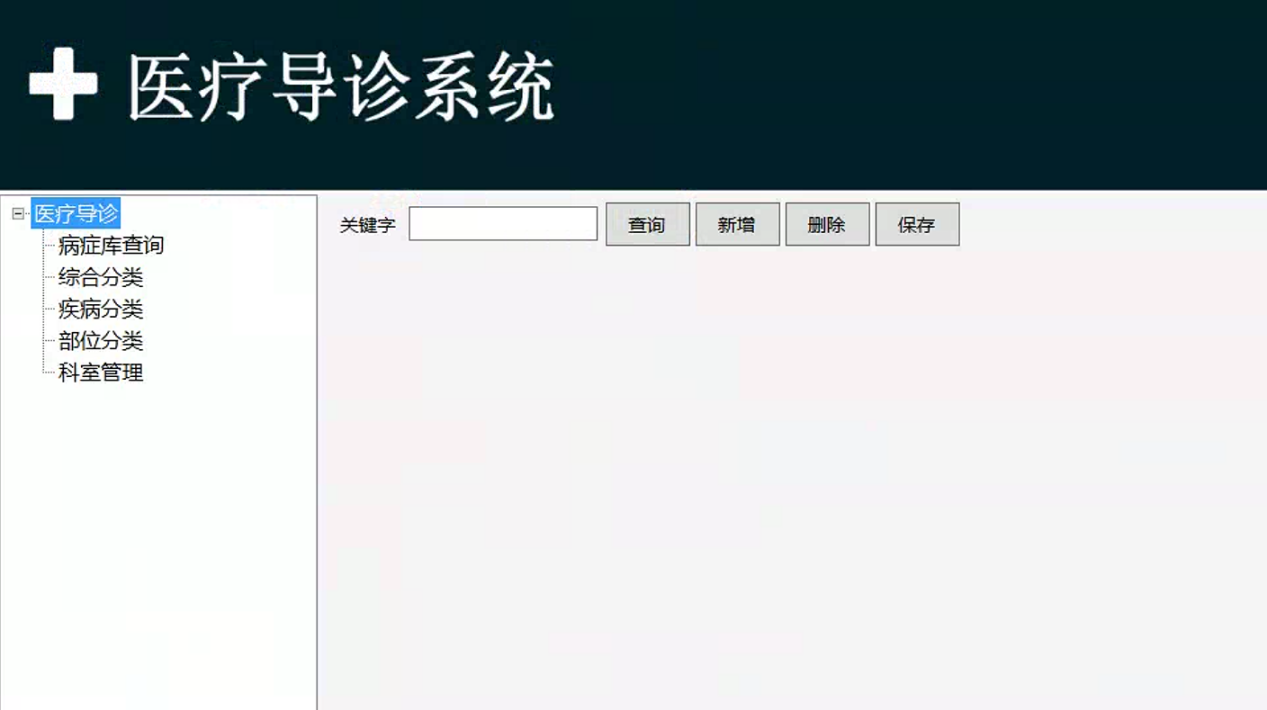 医疗导诊系统
医疗导诊
病症库查询
综合分类
疾病分类
部位分类
科室管理
关键字 查询 新增 删除 保存